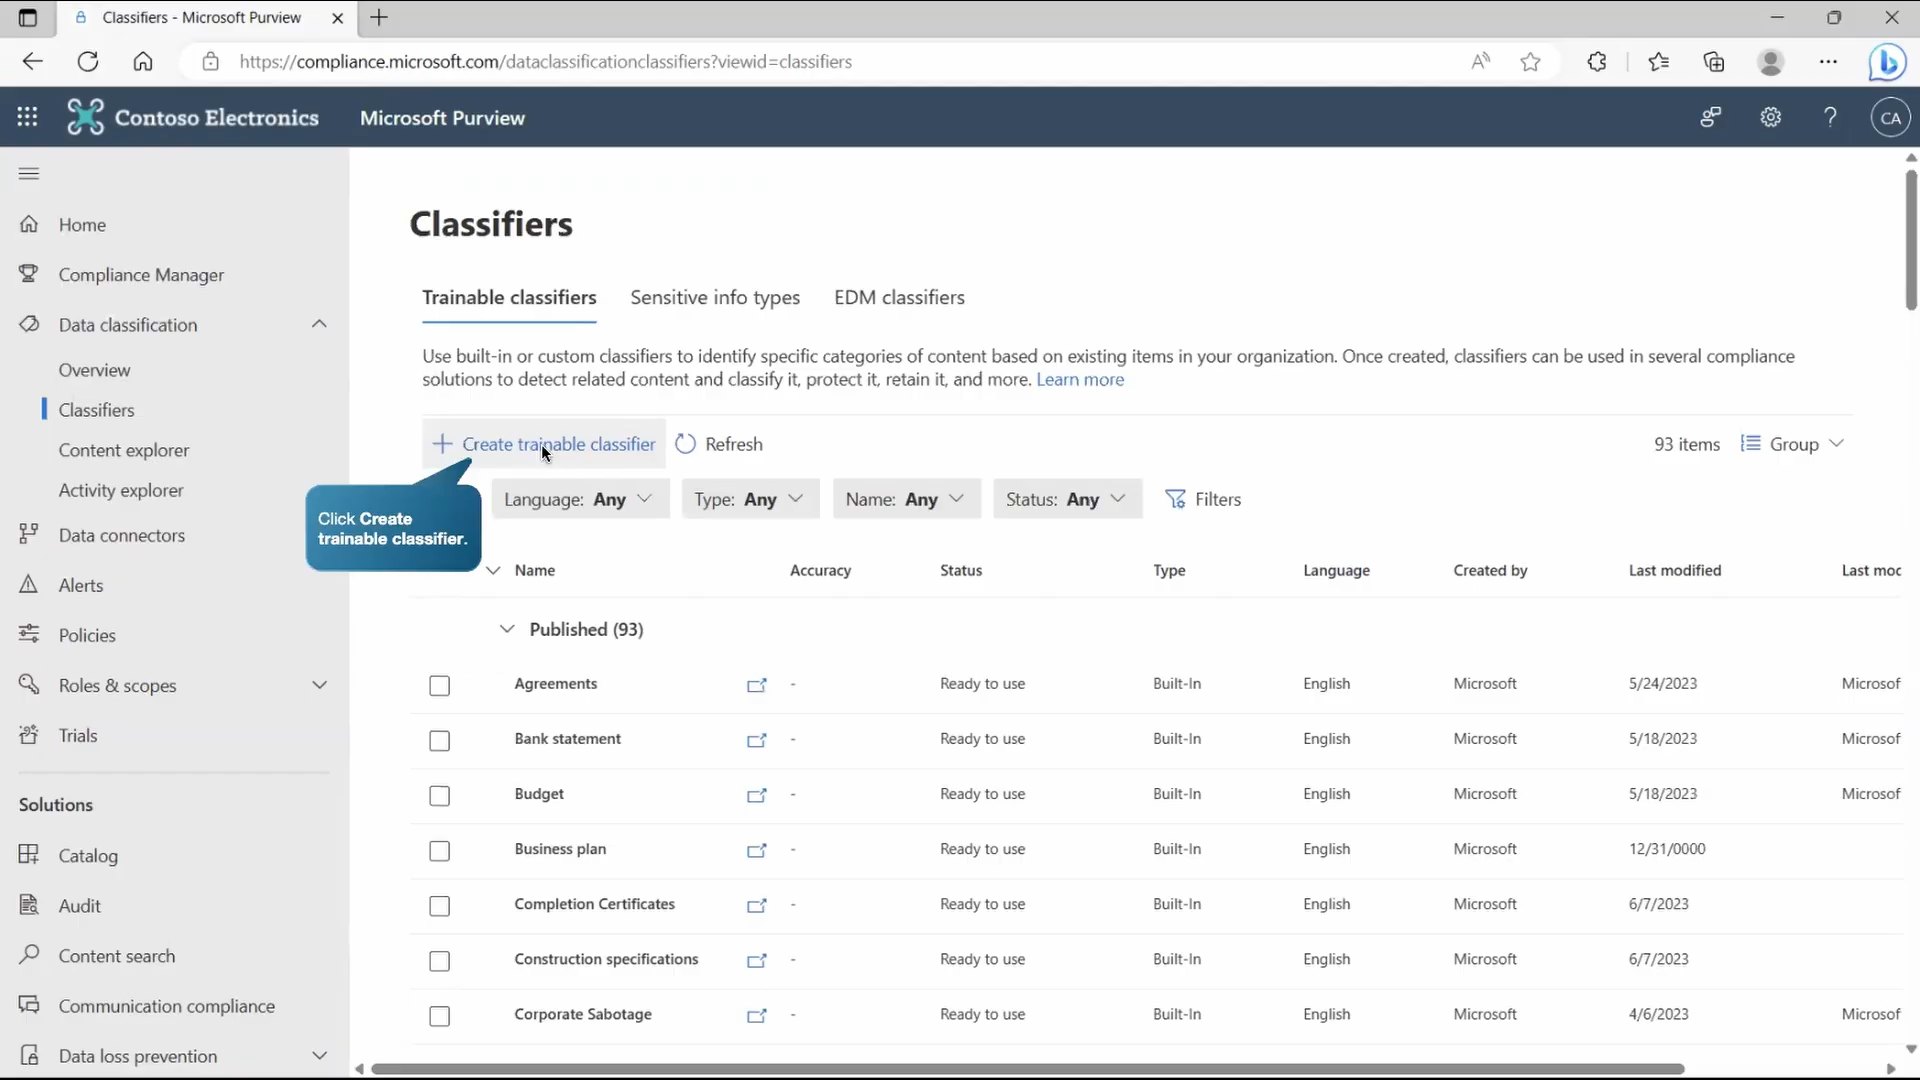 Classifiers - Microsoft Purview
https://compliance.microsoft.com/dataclassificationclassifiers?viewid=classifiers
Contoso Electronics
Microsoft Purview
CA
Home
Compliance Manager
Data classification
Overview
Classifiers
Content explorer
Activity explorer
Data connectors
Alerts
Policies
Roles & scopes
Trials
Solutions
Catalog
Audit
Content search
Communication compliance
Data loss prevention
Classifiers
Trainable classifiers Sensitive info types EDM classifiers
Use built-in or custom classifiers to identify specific categories of content based on existing items in your organization. Once created, classifiers can be used in several compliance
solutions to detect related content and classify it, protect it, retain it, and more. Learn more
Create trainable classifier Refresh 93 items Group
Click Create
trainable classifier.
Language: Any Type: Any Name: Any Status: Any Filters
Name Accuracy Status Type Language Created by Last modified Last mod
Published (93)
Agreements - Ready to use Built-In English Microsoft 5/24/2023 Microsof
Bank statement - Ready to use Built-In English Microsoft 5/18/2023 Microsof
Budget - Ready to use Built-In English Microsoft 5/18/2023 Microsof
Business plan - Ready to use Built-In English Microsoft 12/31/0000
Completion Certificates - Ready to use Built-In English Microsoft 6/7/2023
Construction specifications - Ready to use Built-In English Microsoft 6/7/2023
Corporate Sabotage - Ready to use Built-In English Microsoft 4/6/2023 Microsof